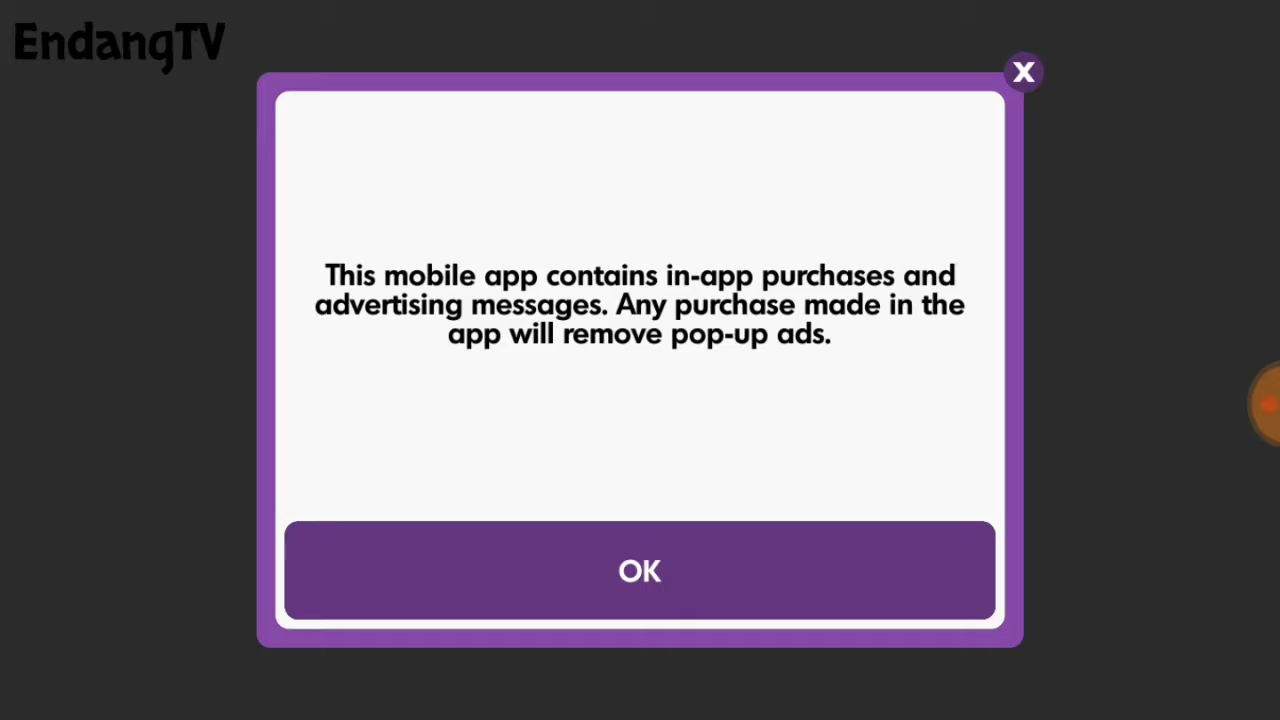 EndangTV
X
This mobile app contains in-app purchases and
advertising messages. Any purchase made in the
app will remove pop-up ads.
OK